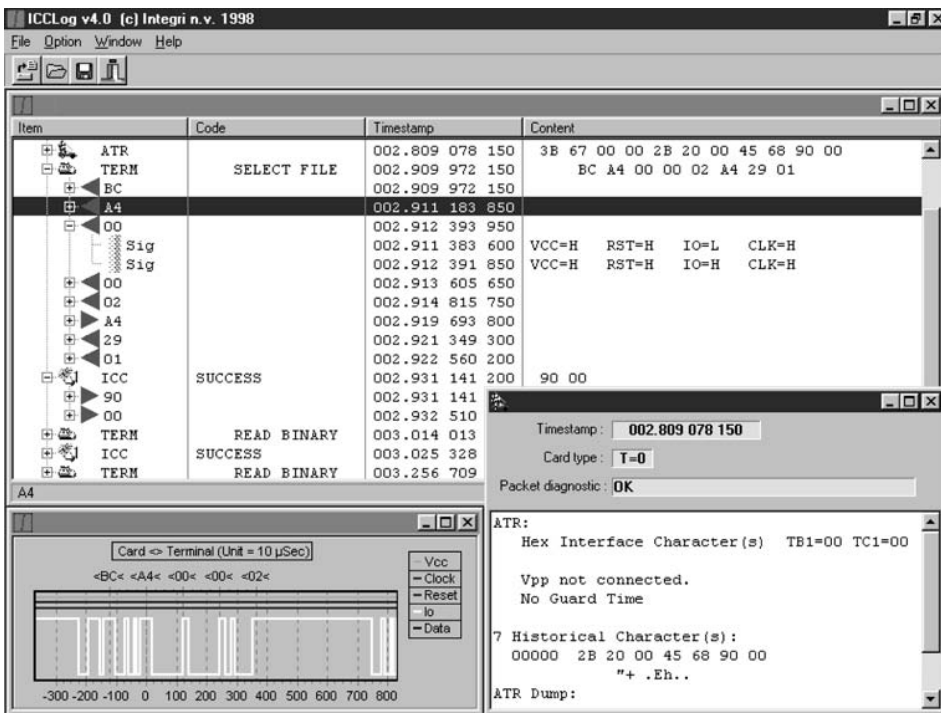 ICCLog v4.0 (c) Integri n.v. 1998
File Option Window Help
Item Code Timestamp Content
ATR 002.809 078 150 3B 67 00 00 2B 20 00 45 68 90 00
TERM SELECT FILE 002.909 972 150 BC A4 00 00 02 A4 29 01
BC 002.909 972 150
A4 002.911 183 850
00 002.912 393 950
Sig 002.911 383 600 VCC=H RST=H IO=L CLK=H
Sig 002.912 391 850 VCC=H RST=H IO=H CLK=H
00 002.913 605 650
02 002.914 815 750
A4 002.919 693 800
29 002.921 349 300
01 002.922 560 200
ICC SUCCESS 002.931 141 200 90 00
90 002.931 141
00 002.932 510
TERM READ BINARY 003.014 013
ICC SUCCESS 003.025 328
TERM READ BINARY 003.256 709
A4
Timestamp : 002.809 078 150
Card type : T=0
Packet diagnostic : OK
ATR:
Hex Interface Character(s) TB1=00 TC1=00
Vpp not connected.
No Guard Time
7 Historical Character(s):
00000 2B 20 00 45 68 90 00
"+ .Eh..
ATR Dump:
Card <> Terminal (Unit = 10 µSec)
<BC< <A4< <00< <00< <02<
Vcc
Clock
Reset
Io
Data
-300 -200 -100 0 100 200 300 400 500 600 700 800